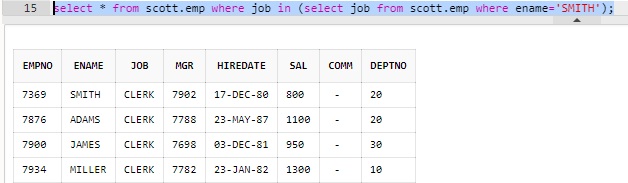 15 select * from scott.emp where job in (select job from scott.emp where ename='SMITH');
EMPNO ENAME JOB MGR HIREDATE SAL COMM DEPTNO
7369 SMITH CLERK 7902 17-DEC-80 800 - 20
7876 ADAMS CLERK 7788 23-MAY-87 1100 - 20
7900 JAMES CLERK 7698 03-DEC-81 950 - 30
7934 MILLER CLERK 7782 23-JAN-82 1300 - 10